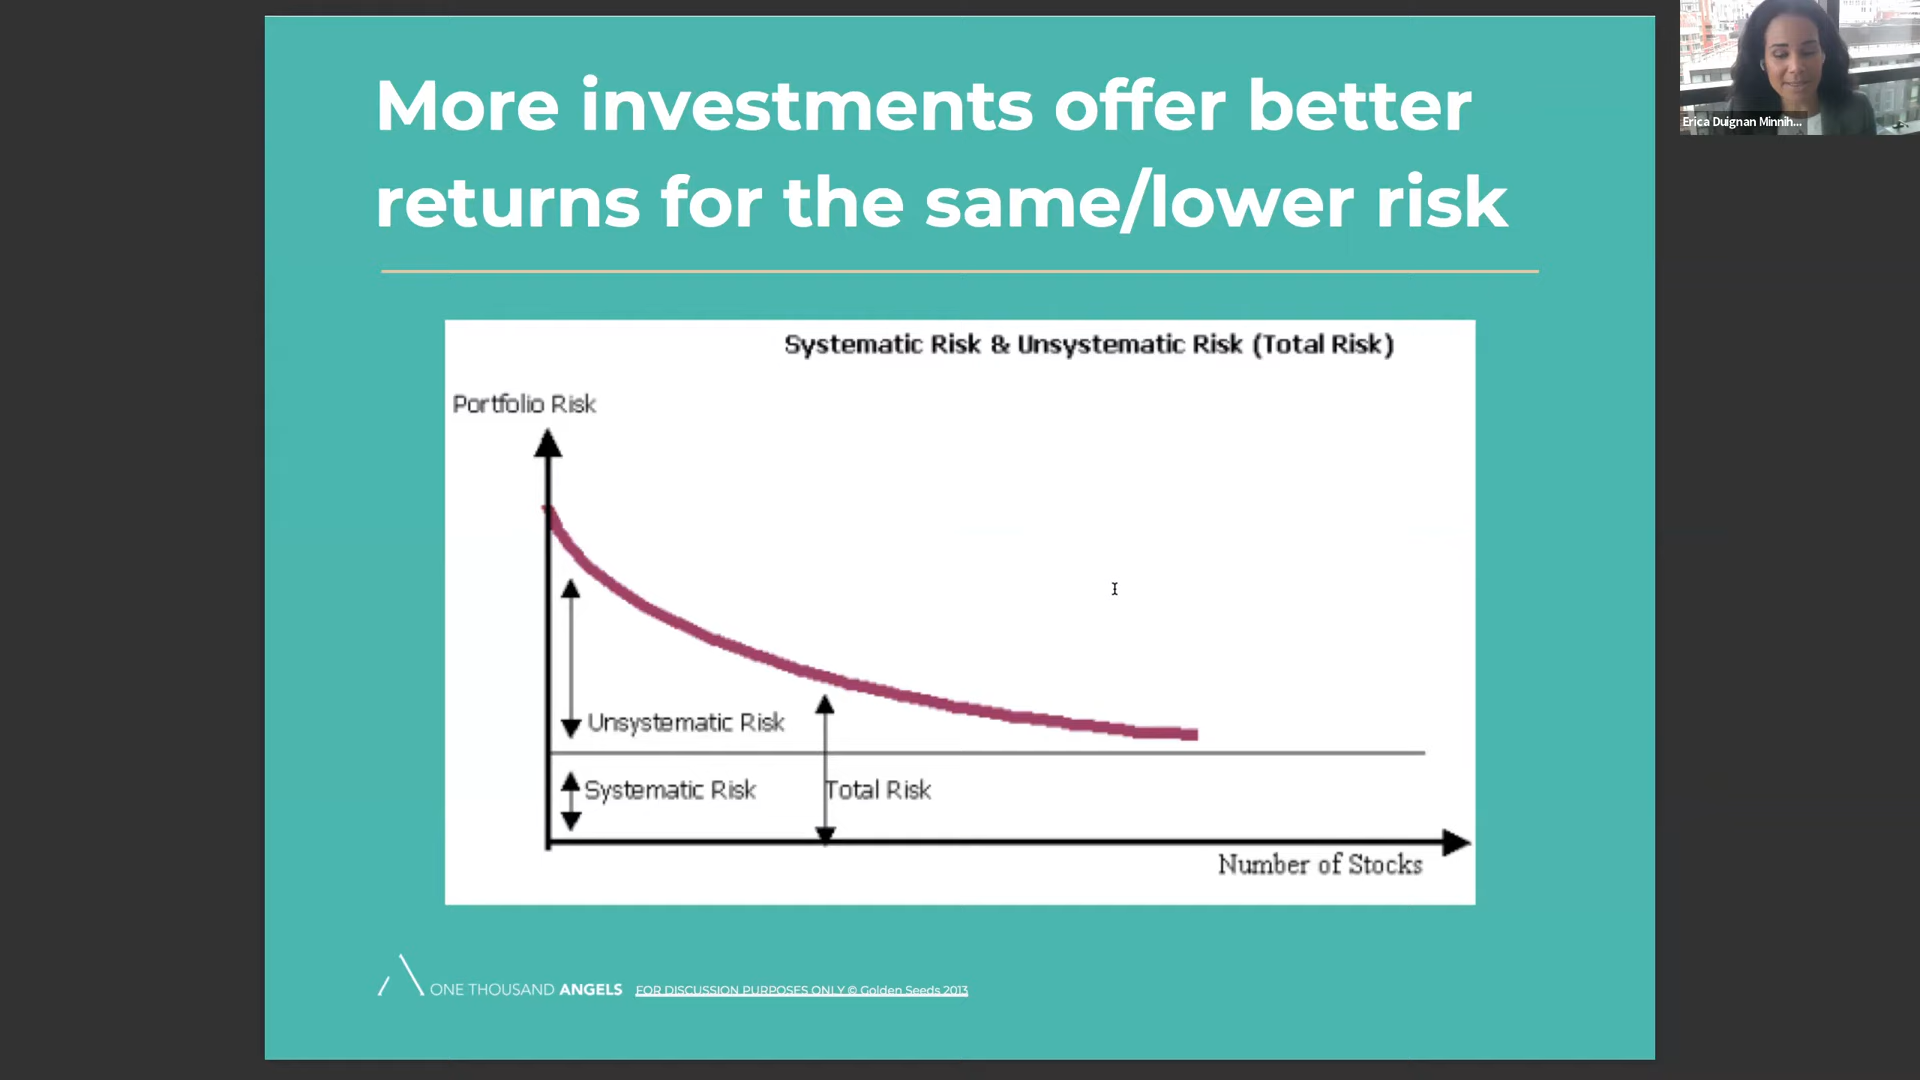 More investments offer better
returns for the same/lower risk
Erica Duignan Minnih...
Systematic Risk & Unsystematic Risk (Total Risk)
Portfolio Risk
Unsystematic Risk
Systematic Risk
Total Risk
Number of Stocks
ONE THOUSAND ANGELS FOR DISCUSSION PURPOSES ONLY © Golden Seeds 2013